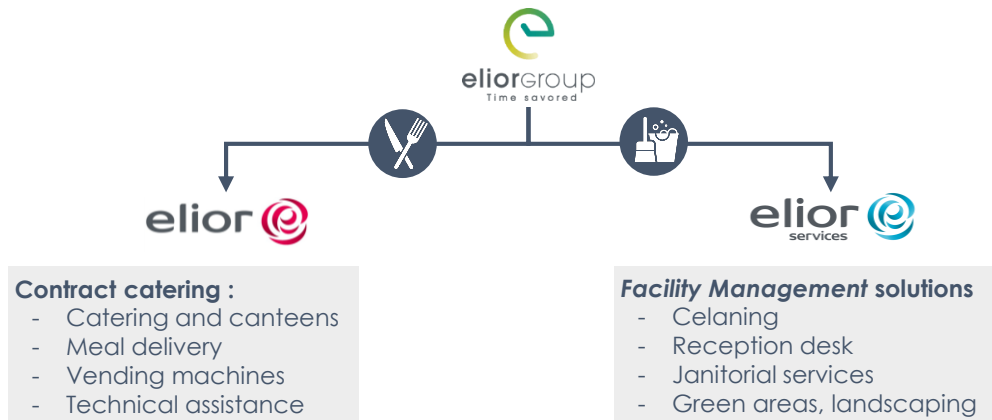 eliorGroup
Time savored
elior
elior
services
Contract catering :
- Catering and canteens
- Meal delivery
- Vending machines
- Technical assistance
Facility Management solutions
- Celaning
- Reception desk
- Janitorial services
- Green areas, landscaping